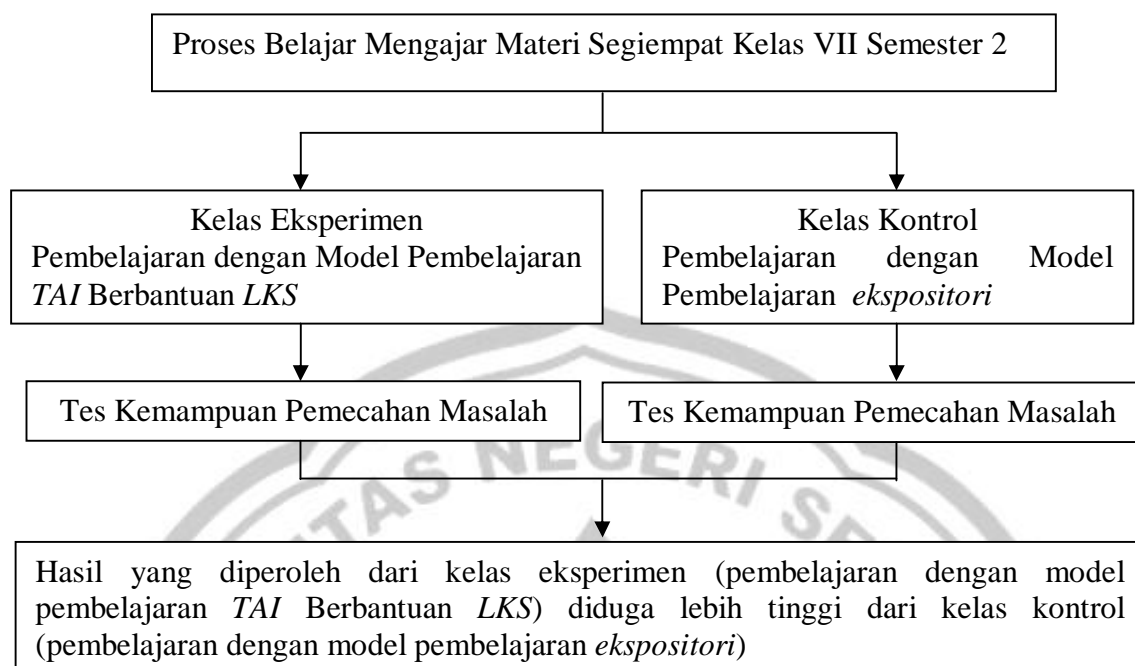 Proses Belajar Mengajar Materi Segiempat Kelas VII Semester 2
Kelas Eksperimen
Pembelajaran dengan Model Pembelajaran
TAI Berbantuan LKS
Kelas Kontrol
Pembelajaran dengan Model
Pembelajaran ekspositori
Tes Kemampuan Pemecahan Masalah
Tes Kemampuan Pemecahan Masalah
TAS NEGERI SE
Hasil yang diperoleh dari kelas eksperimen (pembelajaran dengan model
pembelajaran TAI Berbantuan LKS) diduga lebih tinggi dari kelas kontrol
(pembelajaran dengan model pembelajaran ekspositori)